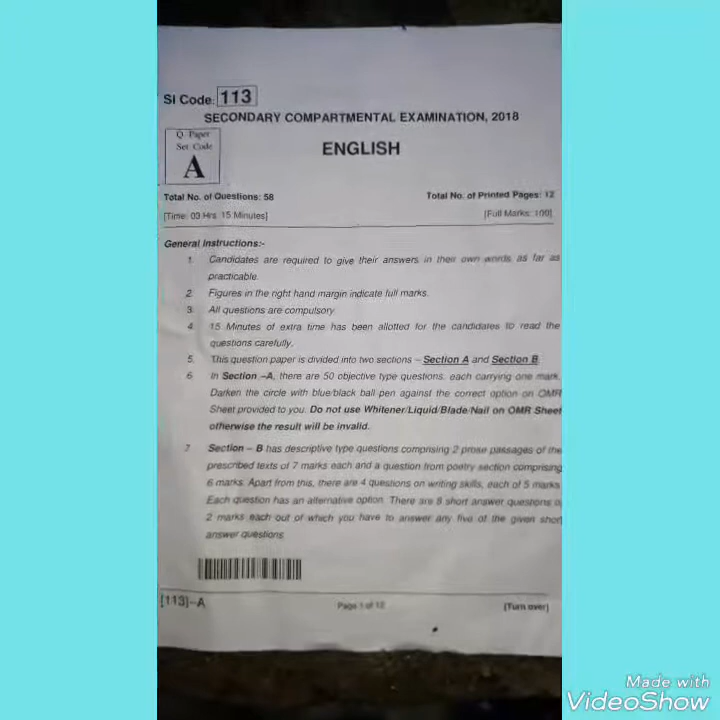 SI Code: 113
SECONDARY COMPARTMENTAL EXAMINATION, 2018
Q. Paper
Set Code
A
ENGLISH
Total No. of Questions: 58
Total No. of Printed Pages: 12
[Time: 03 Hrs. 15 Minutes]
[Full Marks: 100]
General Instructions:-
1. Candidates are required to give their answers in their own words as far as
practicable.
2. Figures in the right hand margin indicate full marks.
3. All questions are compulsory.
4. 15 Minutes of extra time has been allotted for the candidates to read the
questions carefully.
5. This question paper is divided into two sections – Section A and Section B.
6. In Section –A, there are 50 objective type questions, each carrying one mark.
Darken the circle with blue/black ball pen against the correct option on OMR
Sheet provided to you. Do not use Whitener/Liquid/Blade/Nail on OMR Sheet
otherwise the result will be invalid.
7. Section – B has descriptive type questions comprising 2 prose passages of the
prescribed texts of 7 marks each and a question from poetry section comprising
6 marks. Apart from this, there are 4 questions on writing skills, each of 5 marks.
Each question has an alternative option. There are 8 short answer questions o
2 marks each out of which you have to answer any five of the given short
answer questions.
[113]–A
Page 1 of 12
[Turn over]
Made with
VideoShow